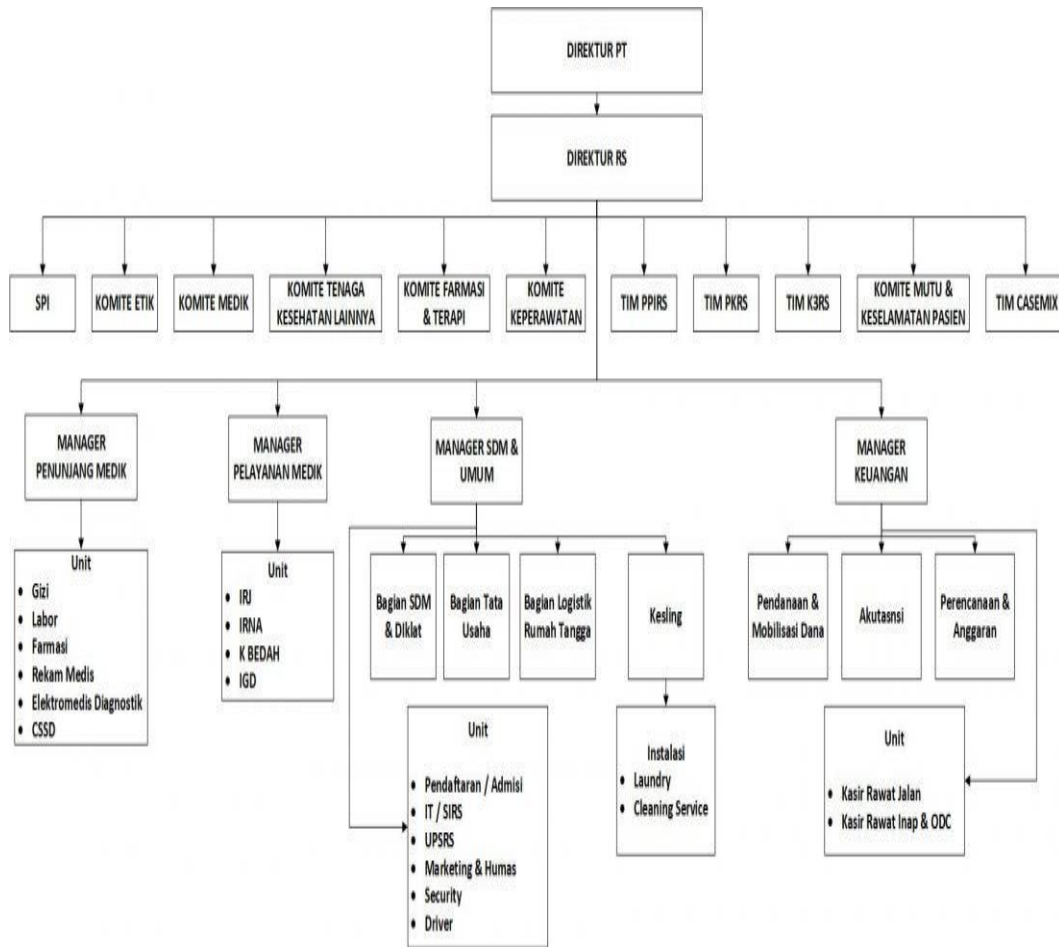 DIREKTUR PT
DIREKTUR RS
SPI
KOMITE ETIK
KOMITE MEDIK
KOMITE TENAGA
KESEHATAN LAINNYA
KOMITE FARMASI
& TERAPI
KOMITE
KEPERAWATAN
TIM PPIRS
TIM PKRS
TIM K3RS
KOMITE MUTU &
KESELAMATAN PASIEN
TIM CASEMIX
MANAGER
PENUNJANG MEDIK
MANAGER
PELAYANAN MEDIK
MANAGER SDM &
UMUM
MANAGER
KEUANGAN
Unit
• Gizi
• Labor
• Farmasi
• Rekam Medis
• Elektromedis Diagnostik
• CSSD
Unit
• IRJ
• IRNA
• K BEDAH
• IGD
Bagian SDM
& DIklat
Bagian Tata
Usaha
Bagian Logistik
Rumah Tangga
Kesling
Pendanaan &
Mobilisasi Dana
Akutasnsi
Perencanaan &
Anggaran
Unit
• Pendaftaran / Admisi
• IT / SIRS
• UPSRS
• Marketing & Humas
• Security
• Driver
Instalasi
• Laundry
• Cleaning Service
Unit
• Kasir Rawat Jalan
• Kasir Rawat Inap & ODC